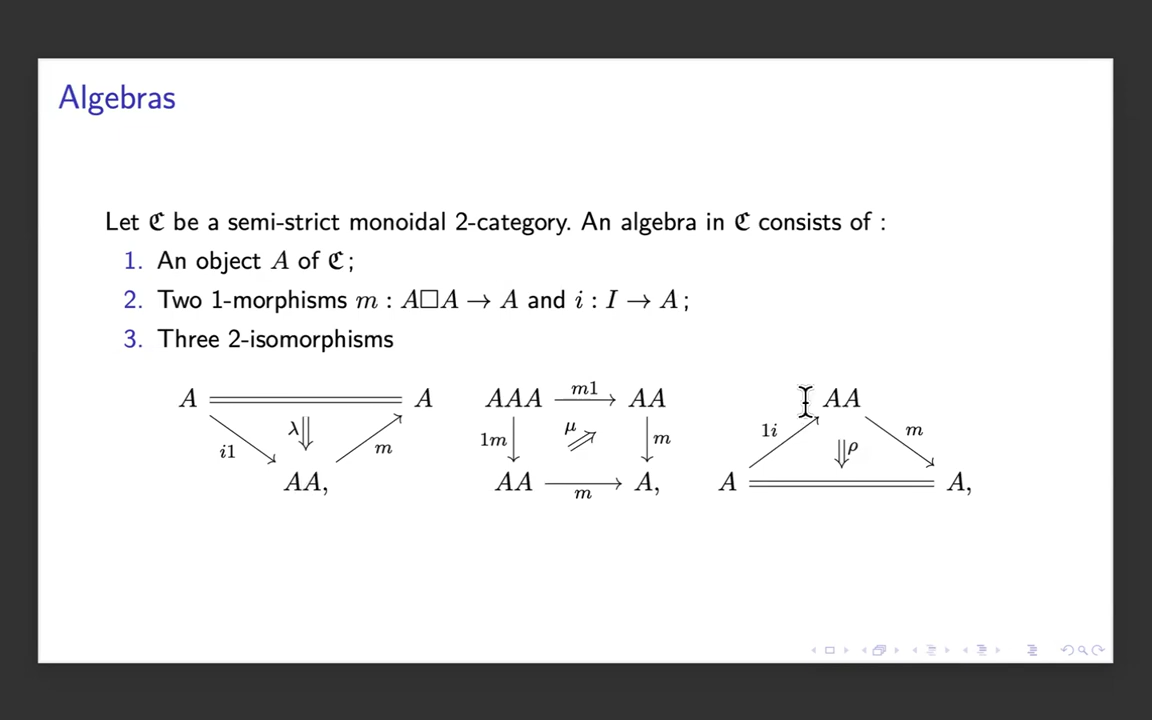 Algebras
Let ℭ be a semi-strict monoidal 2-category. An algebra in ℭ consists of :
1. An object A of ℭ;
2. Two 1-morphisms m : A□A → A and i : I → A;
3. Three 2-isomorphisms
A A AAA m1 AA AA
λ i1 m 1m μ m 1i ρ m
AA, AA m A, A A,